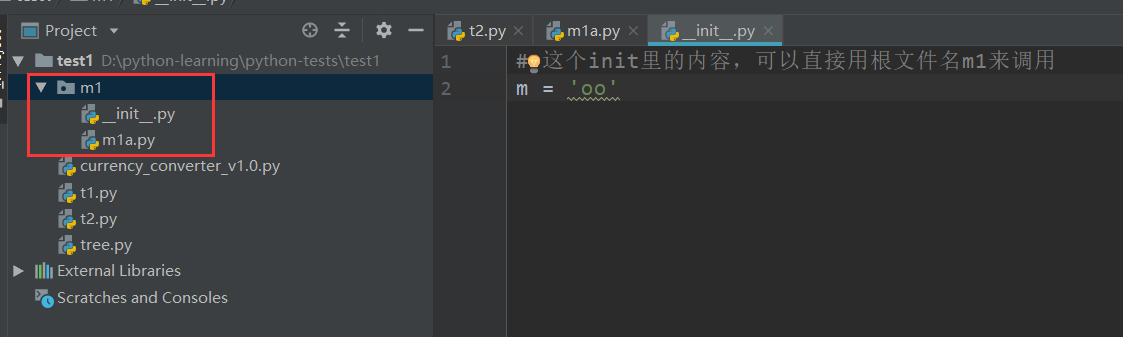 __init__.py
Project
t2.py
m1a.py
__init__.py
test1 D:\python-learning\python-tests\test1
m1
__init__.py
m1a.py
currency_converter_v1.0.py
t1.py
t2.py
tree.py
External Libraries
Scratches and Consoles
1 #这个init里的内容，可以直接用根文件名m1来调用
2 m = 'oo'